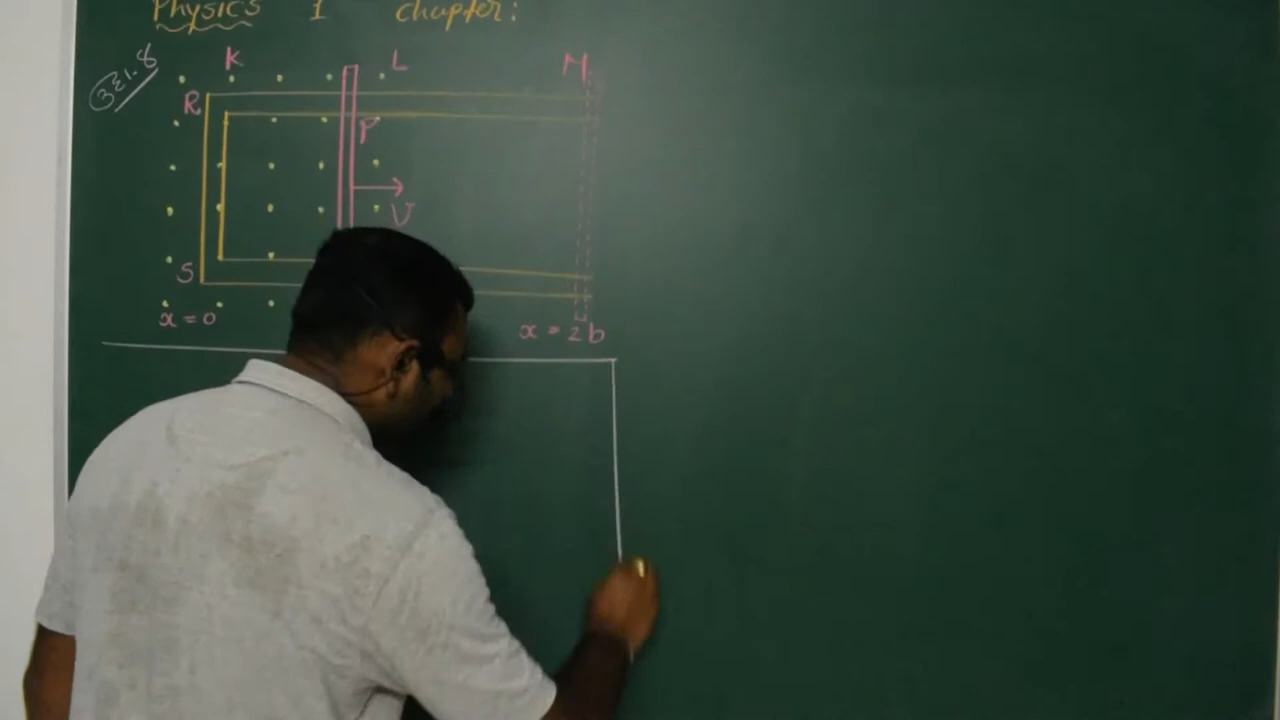 Physics 1 chapter:
K L M
R
P
V
S
x = 0 x = 2b